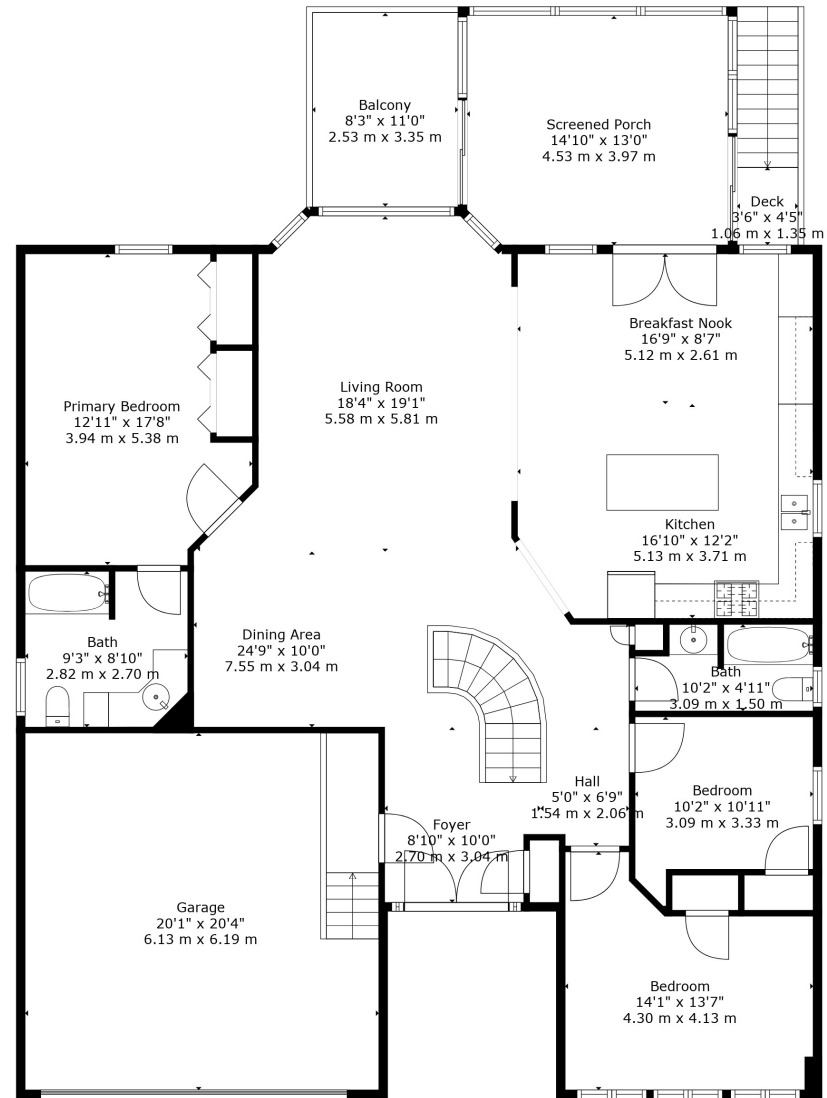 Balcony
8'3" x 11'0"
2.53 m x 3.35 m
Screened Porch
14'10" x 13'0"
4.53 m x 3.97 m
Deck
3'6" x 4'5"
1.06 m x 1.35 m
Breakfast Nook
16'9" x 8'7"
5.12 m x 2.61 m
Living Room
18'4" x 19'1"
5.58 m x 5.81 m
Primary Bedroom
12'11" x 17'8"
3.94 m x 5.38 m
Kitchen
16'10" x 12'2"
5.13 m x 3.71 m
Dining Area
24'9" x 10'0"
7.55 m x 3.04 m
Bath
9'3" x 8'10"
2.82 m x 2.70 m
Bath
10'2" x 4'11"
3.09 m x 1.50 m
Hall
5'0" x 6'9"
1.54 m x 2.06 m
Bedroom
10'2" x 10'11"
3.09 m x 3.33 m
Foyer
8'10" x 10'0"
2.70 m x 3.04 m
Garage
20'1" x 20'4"
6.13 m x 6.19 m
Bedroom
14'1" x 13'7"
4.30 m x 4.13 m